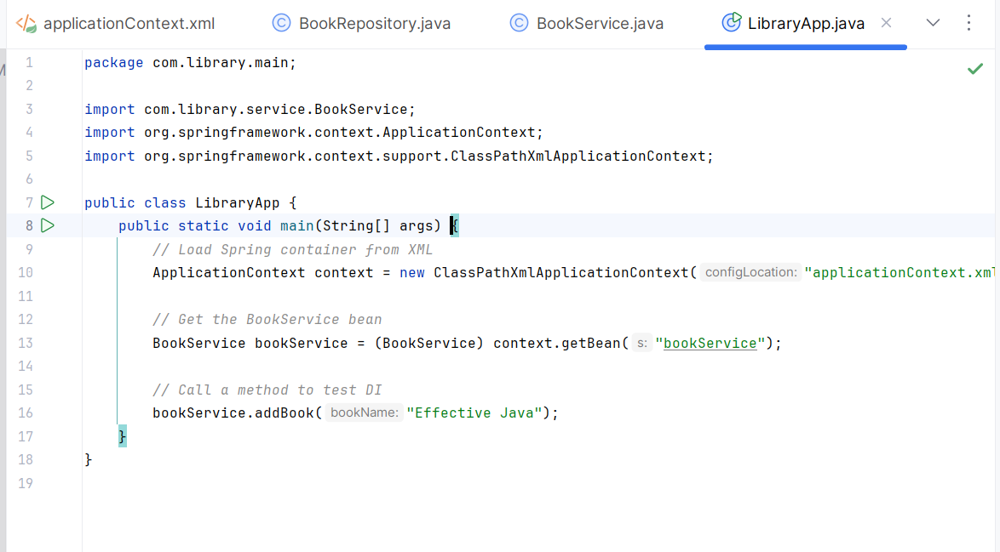 applicationContext.xml BookRepository.java BookService.java LibraryApp.java
1 package com.library.main;
2
3 import com.library.service.BookService;
4 import org.springframework.context.ApplicationContext;
5 import org.springframework.context.support.ClassPathXmlApplicationContext;
6
7 public class LibraryApp {
8 public static void main(String[] args) {
9 // Load Spring container from XML
10 ApplicationContext context = new ClassPathXmlApplicationContext( configLocation: "applicationContext.xml
11
12 // Get the BookService bean
13 BookService bookService = (BookService) context.getBean( s: "bookService");
14
15 // Call a method to test DI
16 bookService.addBook( bookName: "Effective Java");
17 }
18 }
19